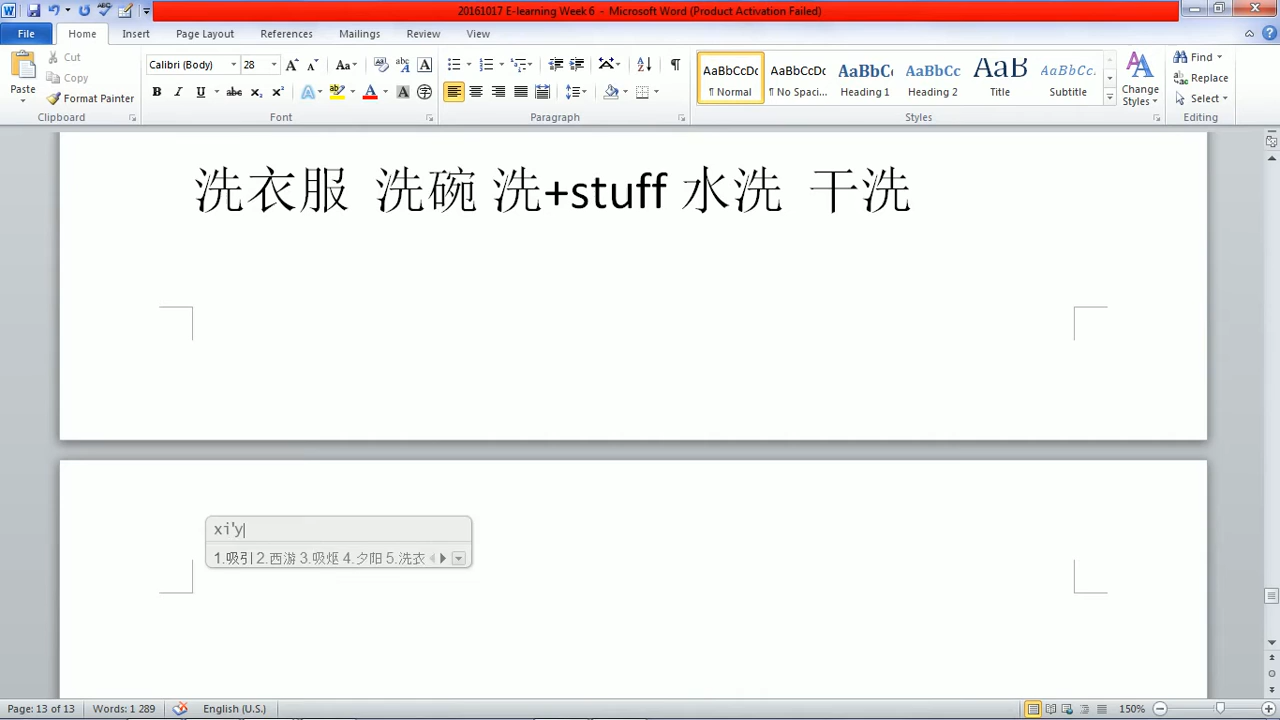 20161017 E-learning Week 6 - Microsoft Word (Product Activation Failed)
File Home Insert Page Layout References Mailings Review View
Paste
Cut
Copy
Format Painter
Clipboard
Calibri (Body) 28
Font
Paragraph
AaBbCcDc AaBbCcDc AaBbCc AaBbCc AaB AaBbCcDc
Normal No Spaci... Heading 1 Heading 2 Title Subtitle
Change Styles
Styles
Find
Replace
Select
Editing
洗衣服 洗碗 洗+stuff 水洗 干洗
xi'y
1.吸引 2.西游 3.吸烟 4.夕阳 5.洗衣
Page: 13 of 13 Words: 1 289 English (U.S.) 150%